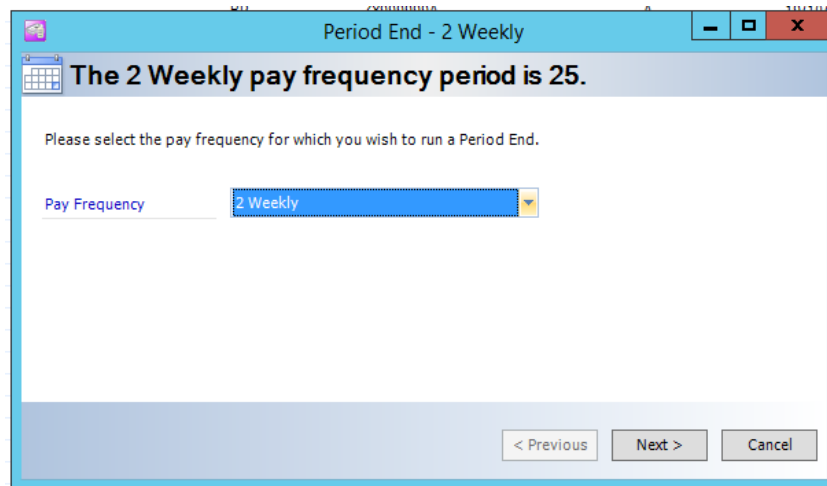 Period End - 2 Weekly
The 2 Weekly pay frequency period is 25.
Please select the pay frequency for which you wish to run a Period End.
Pay Frequency
2 Weekly
< Previous
Next >
Cancel